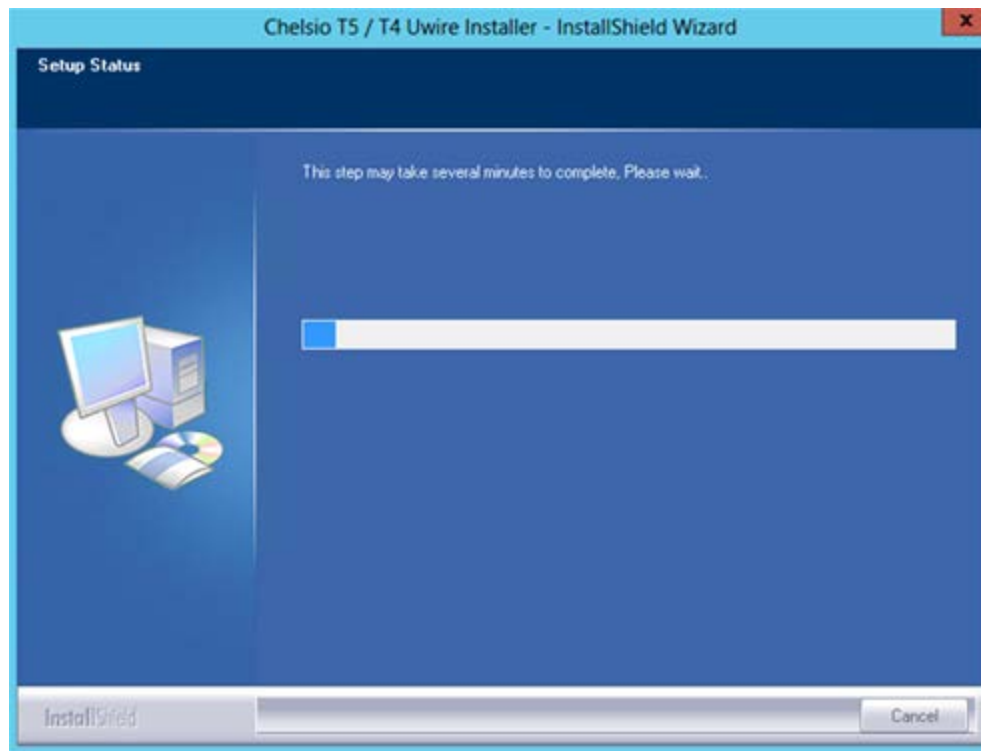 Chelsio T5 / T4 Uwire Installer - InstallShield Wizard
x
Setup Status
This step may take several minutes to complete, Please wait..
InstallShield
Cancel